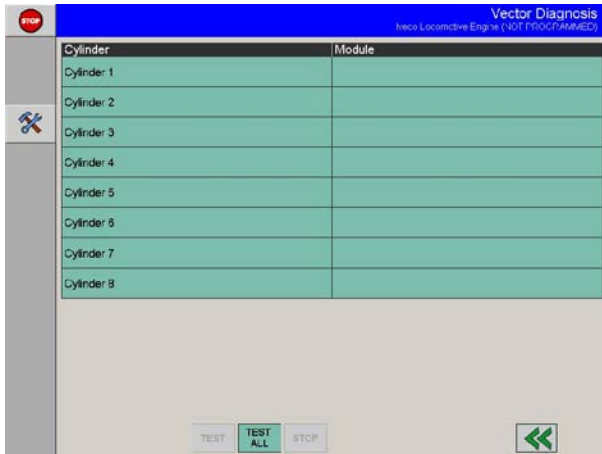 STOP
Vector Diagnosis
Iveco Locomctive Engine (NOT PROGRAMMED)
Cylinder Module
Cylinder 1
Cylinder 2
Cylinder 3
Cylinder 4
Cylinder 5
Cylinder 6
Cylinder 7
Cylinder 8
TEST TEST ALL STOP